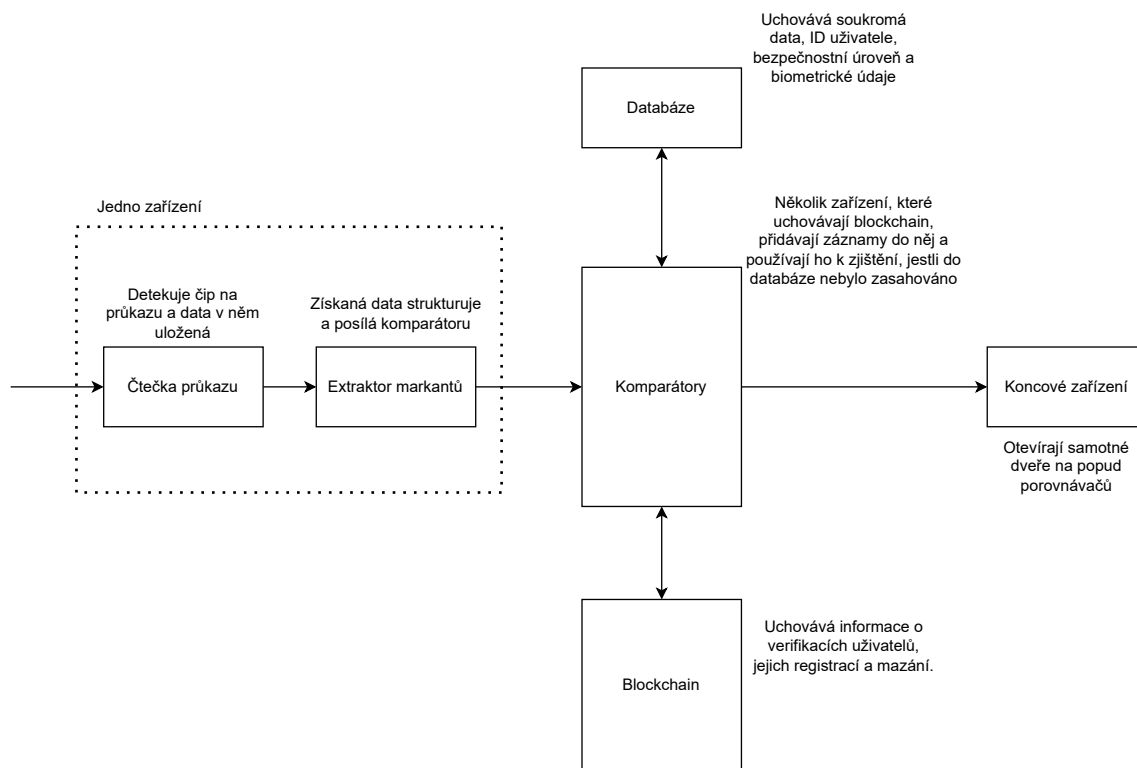 Uchovává soukromá
data, ID uživatele,
bezpečnostní úroveň a
biometrické údaje
Databáze
Jedno zařízení
Několik zařízení, které
uchovávají blockchain,
přidávají záznamy do něj a
používají ho k zjištění, jestli do
databáze nebylo zasahováno
Detekuje čip na
průkazu a data v něm
uložená
Získaná data strukturuje
a posílá komparátoru
Čtečka průkazu
Extraktor markantů
Komparátory
Koncové zařízení
Otevírají samotné
dveře na popud
porovnávačů
Uchovává informace o
verifikacích uživatelů,
jejich registrací a mazání.
Blockchain